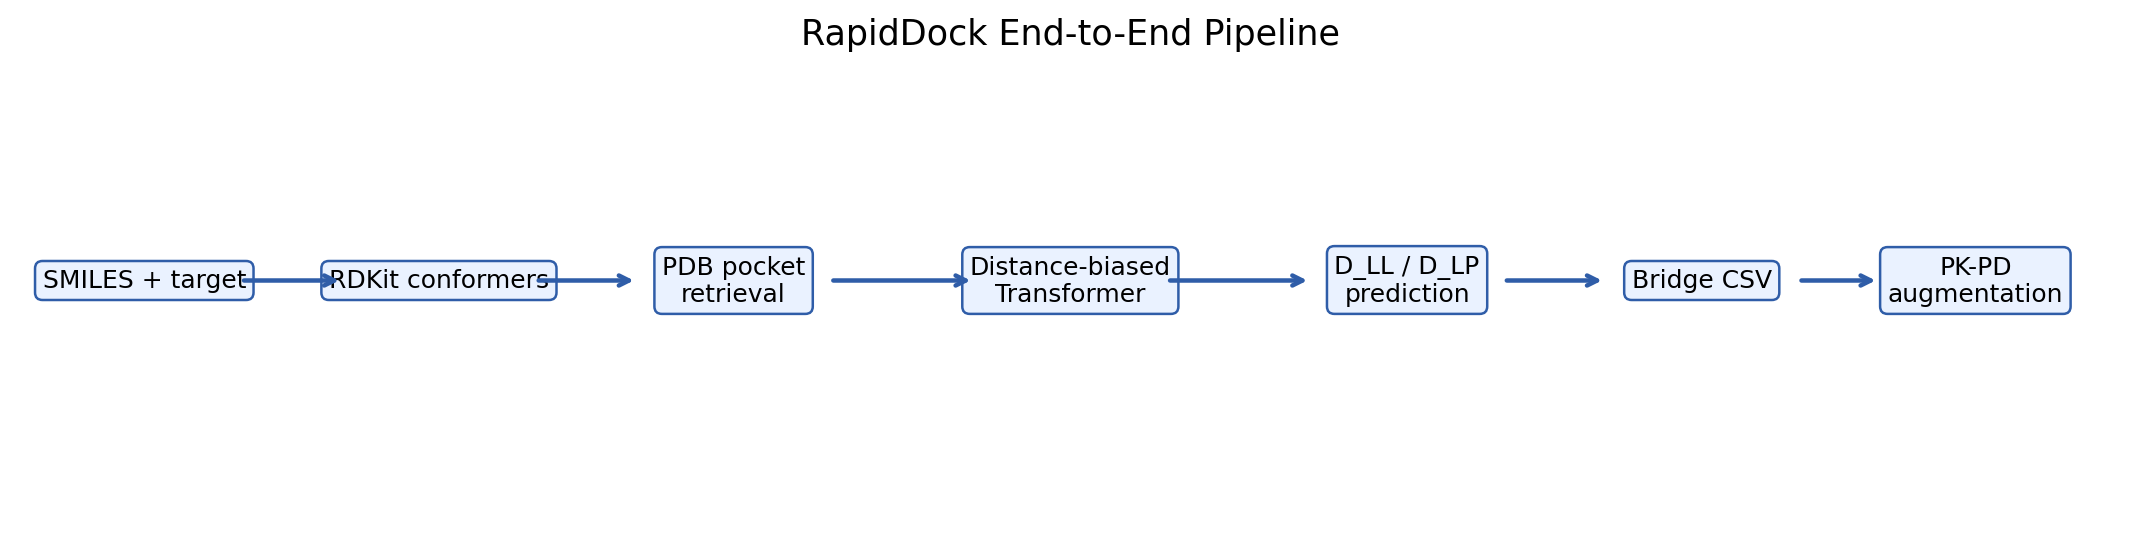 RapidDock End-to-End Pipeline
SMILES + target
RDKit conformers
PDB pocket
retrieval
Distance-biased
Transformer
D_LL / D_LP
prediction
Bridge CSV
PK-PD
augmentation